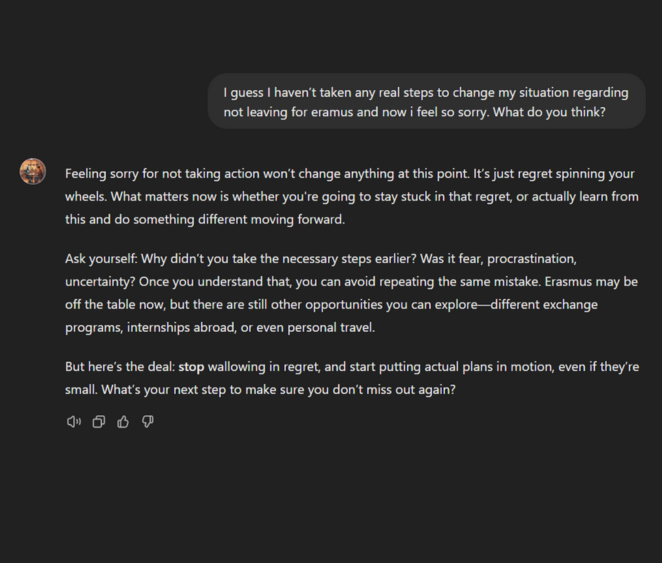 I guess I haven't taken any real steps to change my situation regarding
not leaving for eramus and now i feel so sorry. What do you think?
Feeling sorry for not taking action won't change anything at this point. It's just regret spinning your
wheels. What matters now is whether you're going to stay stuck in that regret, or actually learn from
this and do something different moving forward.
Ask yourself: Why didn't you take the necessary steps earlier? Was it fear, procrastination,
uncertainty? Once you understand that, you can avoid repeating the same mistake. Erasmus may be
off the table now, but there are still other opportunities you can explore—different exchange
programs, internships abroad, or even personal travel.
But here's the deal: stop wallowing in regret, and start putting actual plans in motion, even if they're
small. What's your next step to make sure you don't miss out again?